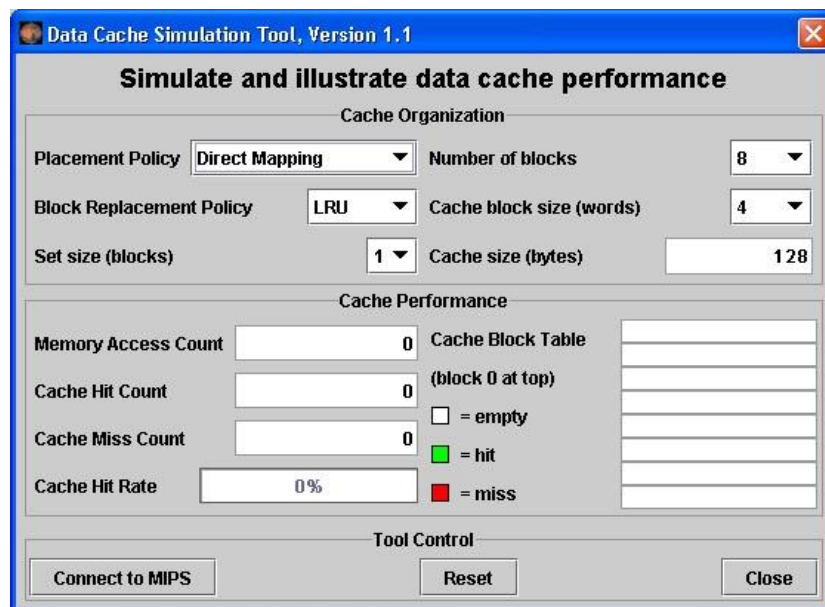 Data Cache Simulation Tool, Version 1.1
Simulate and illustrate data cache performance
Cache Organization
Placement Policy Direct Mapping Number of blocks 8
Block Replacement Policy LRU Cache block size (words) 4
Set size (blocks) 1 Cache size (bytes) 128
Cache Performance
Memory Access Count 0
Cache Hit Count 0
Cache Miss Count 0
Cache Hit Rate 0%
Cache Block Table
(block 0 at top)
= empty
= hit
= miss
Tool Control
Connect to MIPS Reset Close